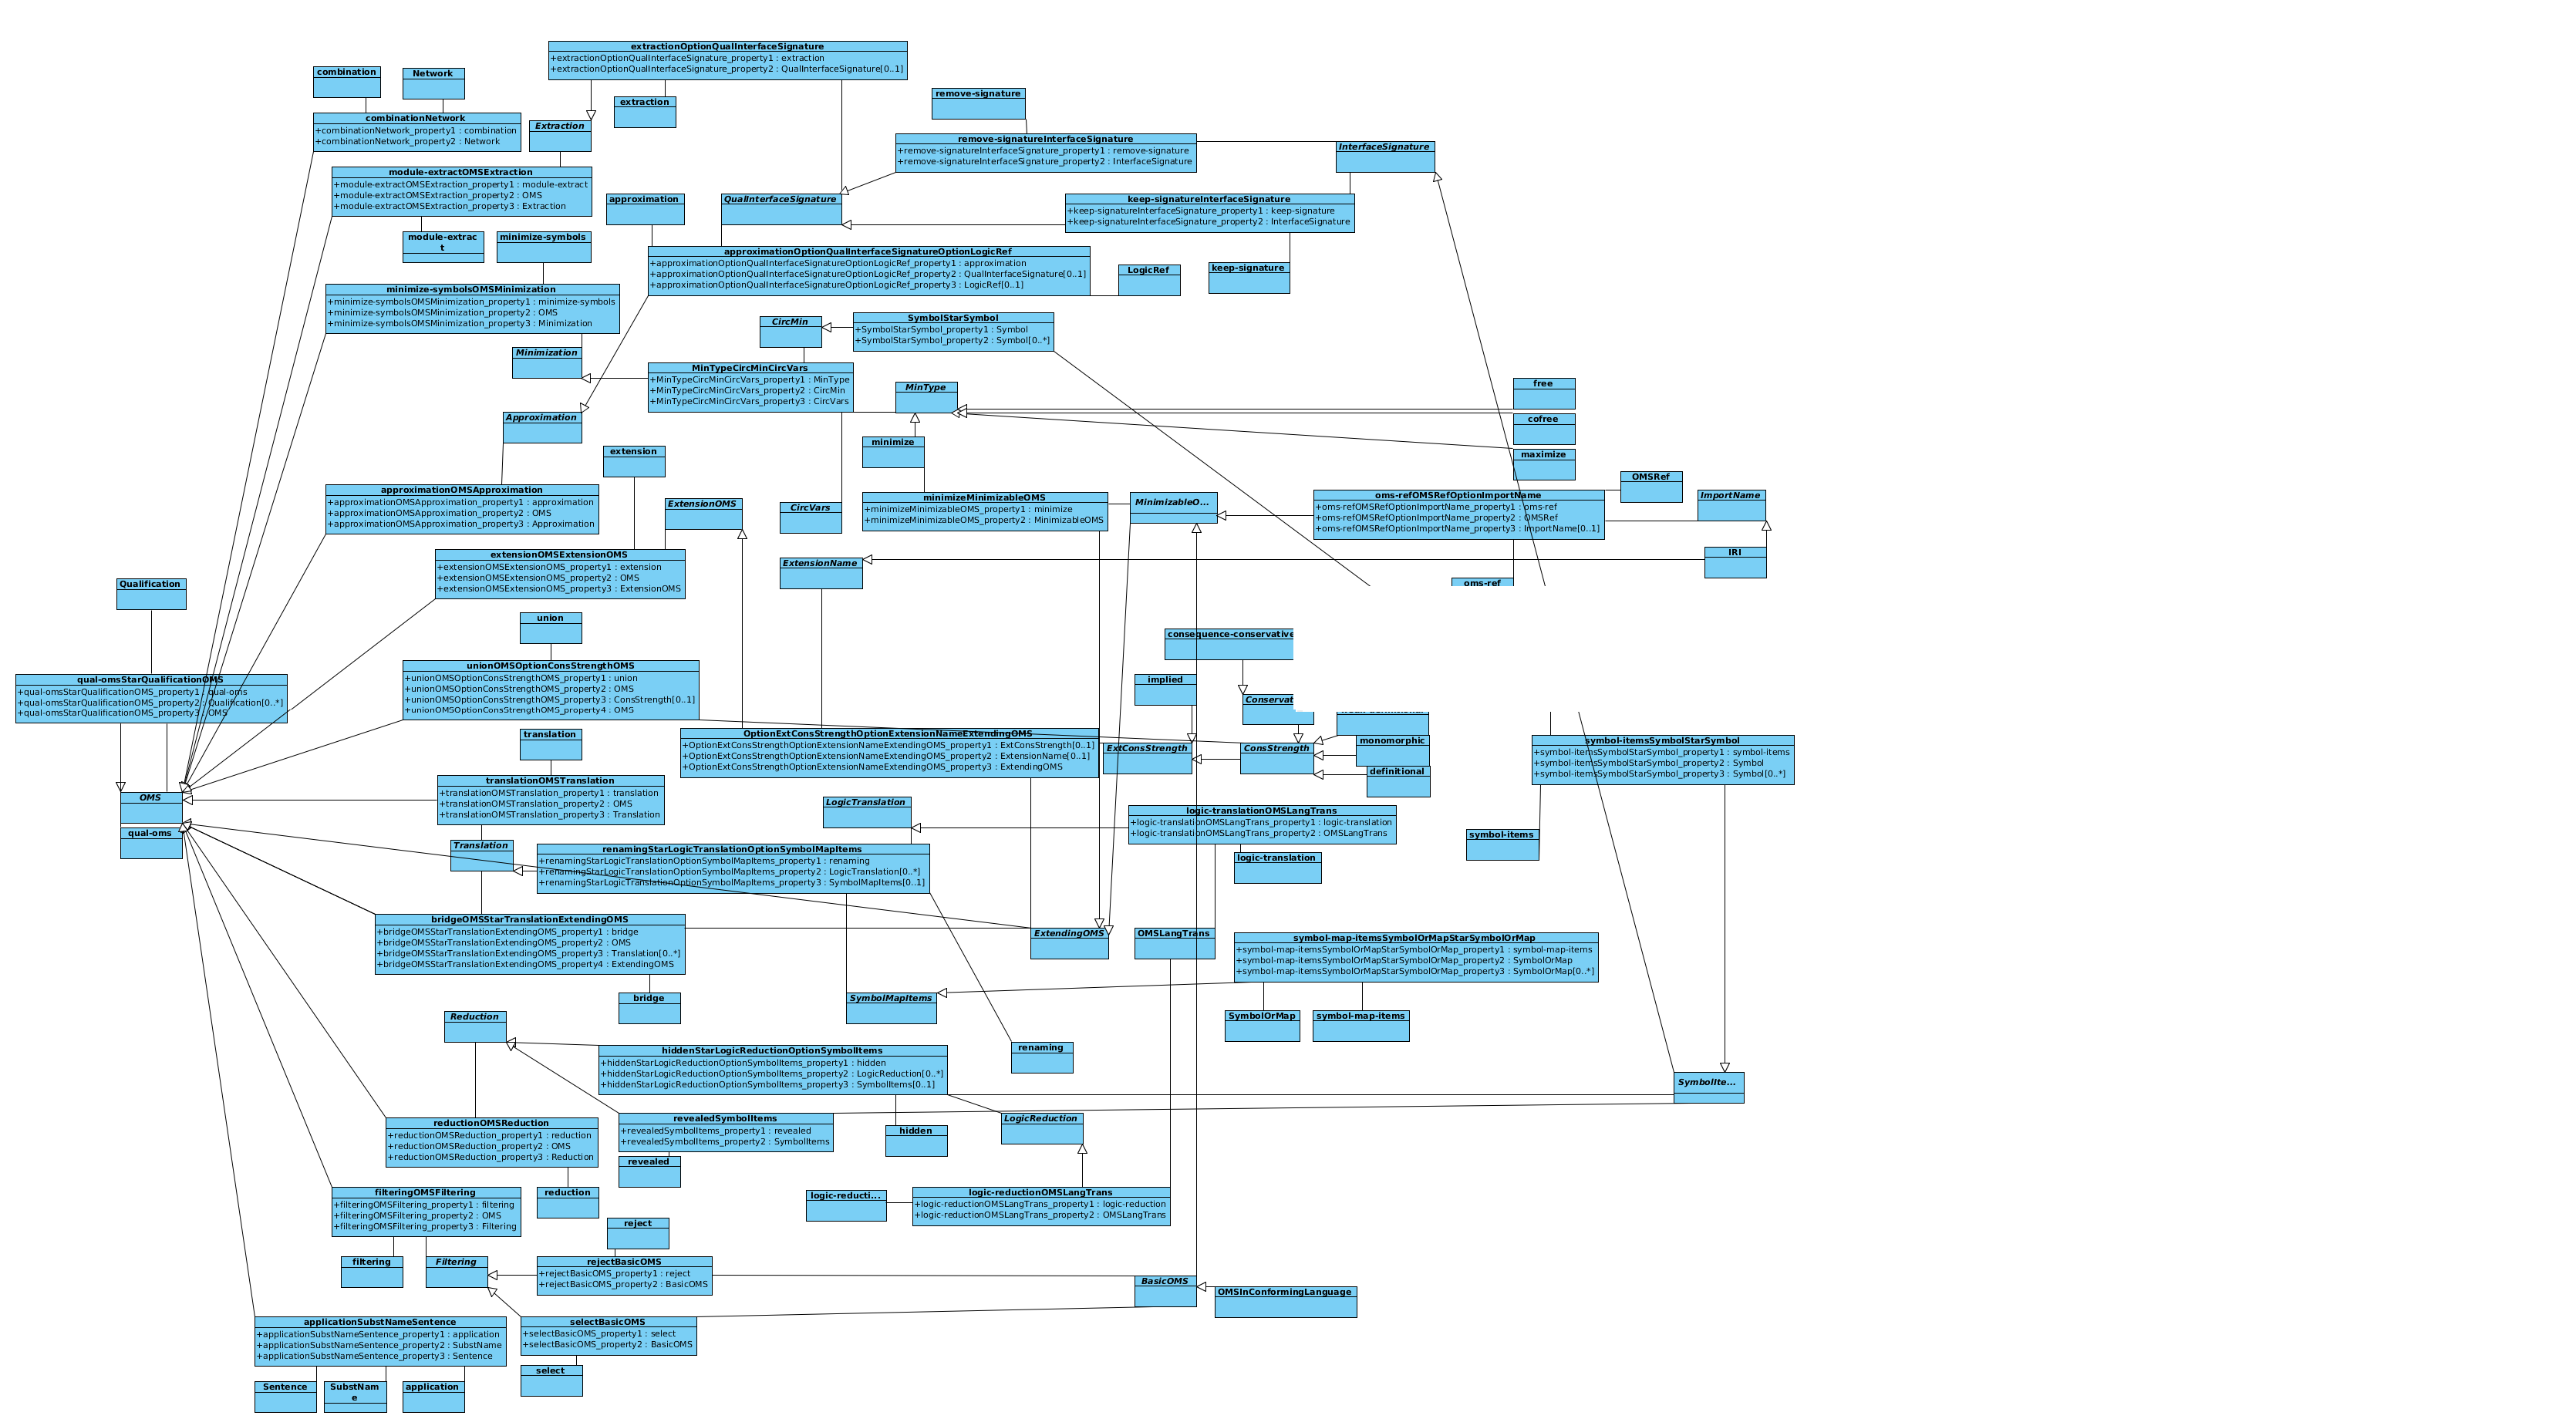 extractionOptionQualInterfaceSignature
+extractionOptionQualInterfaceSignature_property1 : extraction
+extractionOptionQualInterfaceSignature_property2 : QualInterfaceSignature[0..1]
combination
Network
extraction
remove-signature
combinationNetwork
+combinationNetwork_property1 : combination
+combinationNetwork_property2 : Network
Extraction
remove-signatureInterfaceSignature
+remove-signatureInterfaceSignature_property1 : remove-signature
+remove-signatureInterfaceSignature_property2 : InterfaceSignature
InterfaceSignature
module-extractOMSExtraction
+module-extractOMSExtraction_property1 : module-extract
+module-extractOMSExtraction_property2 : OMS
+module-extractOMSExtraction_property3 : Extraction
approximation
QualInterfaceSignature
keep-signatureInterfaceSignature
+keep-signatureInterfaceSignature_property1 : keep-signature
+keep-signatureInterfaceSignature_property2 : InterfaceSignature
module-extrac
t
minimize-symbols
approximationOptionQualInterfaceSignatureOptionLogicRef
+approximationOptionQualInterfaceSignatureOptionLogicRef_property1 : approximation
+approximationOptionQualInterfaceSignatureOptionLogicRef_property2 : QualInterfaceSignature[0..1]
+approximationOptionQualInterfaceSignatureOptionLogicRef_property3 : LogicRef[0..1]
LogicRef
keep-signature
minimize-symbolsOMSMinimization
+minimize-symbolsOMSMinimization_property1 : minimize-symbols
+minimize-symbolsOMSMinimization_property2 : OMS
+minimize-symbolsOMSMinimization_property3 : Minimization
CircMin
SymbolStarSymbol
+SymbolStarSymbol_property1 : Symbol
+SymbolStarSymbol_property2 : Symbol[0..*]
Minimization
MinTypeCircMinCircVars
+MinTypeCircMinCircVars_property1 : MinType
+MinTypeCircMinCircVars_property2 : CircMin
+MinTypeCircMinCircVars_property3 : CircVars
MinType
free
Approximation
cofree
minimize
extension
maximize
OMSRef
approximationOMSApproximation
+approximationOMSApproximation_property1 : approximation
+approximationOMSApproximation_property2 : OMS
+approximationOMSApproximation_property3 : Approximation
ExtensionOMS
CircVars
minimizeMinimizableOMS
+minimizeMinimizableOMS_property1 : minimize
+minimizeMinimizableOMS_property2 : MinimizableOMS
MinimizableO...
oms-refOMSRefOptionImportName
+oms-refOMSRefOptionImportName_property1 : oms-ref
+oms-refOMSRefOptionImportName_property2 : OMSRef
+oms-refOMSRefOptionImportName_property3 : ImportName[0..1]
ImportName
extensionOMSExtensionOMS
+extensionOMSExtensionOMS_property1 : extension
+extensionOMSExtensionOMS_property2 : OMS
+extensionOMSExtensionOMS_property3 : ExtensionOMS
ExtensionName
IRI
Qualification
oms-ref
union
consequence-conservative
unionOMSOptionConsStrengthOMS
+unionOMSOptionConsStrengthOMS_property1 : union
+unionOMSOptionConsStrengthOMS_property2 : OMS
+unionOMSOptionConsStrengthOMS_property3 : ConsStrength[0..1]
+unionOMSOptionConsStrengthOMS_property4 : OMS
qual-omsStarQualificationOMS
+qual-omsStarQualificationOMS_property1 : qual-oms
+qual-omsStarQualificationOMS_property2 : Qualification[0..*]
+qual-omsStarQualificationOMS_property3 : OMS
implied
Conservat
translation
OptionExtConsStrengthOptionExtensionNameExtendingOMS
+OptionExtConsStrengthOptionExtensionNameExtendingOMS_property1 : ExtConsStrength[0..1]
+OptionExtConsStrengthOptionExtensionNameExtendingOMS_property2 : ExtensionName[0..1]
+OptionExtConsStrengthOptionExtensionNameExtendingOMS_property3 : ExtendingOMS
ExtConsStrength
ConsStrength
monomorphic
definitional
symbol-itemsSymbolStarSymbol
+symbol-itemsSymbolStarSymbol_property1 : symbol-items
+symbol-itemsSymbolStarSymbol_property2 : Symbol
+symbol-itemsSymbolStarSymbol_property3 : Symbol[0..*]
translationOMSTranslation
+translationOMSTranslation_property1 : translation
+translationOMSTranslation_property2 : OMS
+translationOMSTranslation_property3 : Translation
OMS
qual-oms
LogicTranslation
logic-translationOMSLangTrans
+logic-translationOMSLangTrans_property1 : logic-translation
+logic-translationOMSLangTrans_property2 : OMSLangTrans
symbol-items
Translation
renamingStarLogicTranslationOptionSymbolMapItems
+renamingStarLogicTranslationOptionSymbolMapItems_property1 : renaming
+renamingStarLogicTranslationOptionSymbolMapItems_property2 : LogicTranslation[0..*]
+renamingStarLogicTranslationOptionSymbolMapItems_property3 : SymbolMapItems[0..1]
logic-translation
bridgeOMSStarTranslationExtendingOMS
+bridgeOMSStarTranslationExtendingOMS_property1 : bridge
+bridgeOMSStarTranslationExtendingOMS_property2 : OMS
+bridgeOMSStarTranslationExtendingOMS_property3 : Translation[0..*]
+bridgeOMSStarTranslationExtendingOMS_property4 : ExtendingOMS
ExtendingOMS
OMSLangTrans
symbol-map-itemsSymbolOrMapStarSymbolOrMap
+symbol-map-itemsSymbolOrMapStarSymbolOrMap_property1 : symbol-map-items
+symbol-map-itemsSymbolOrMapStarSymbolOrMap_property2 : SymbolOrMap
+symbol-map-itemsSymbolOrMapStarSymbolOrMap_property3 : SymbolOrMap[0..*]
bridge
SymbolMapItems
Reduction
SymbolOrMap
symbol-map-items
hiddenStarLogicReductionOptionSymbolItems
+hiddenStarLogicReductionOptionSymbolItems_property1 : hidden
+hiddenStarLogicReductionOptionSymbolItems_property2 : LogicReduction[0..*]
+hiddenStarLogicReductionOptionSymbolItems_property3 : SymbolItems[0..1]
renaming
SymbolIte...
reductionOMSReduction
+reductionOMSReduction_property1 : reduction
+reductionOMSReduction_property2 : OMS
+reductionOMSReduction_property3 : Reduction
revealedSymbolItems
+revealedSymbolItems_property1 : revealed
+revealedSymbolItems_property2 : SymbolItems
hidden
LogicReduction
revealed
filteringOMSFiltering
+filteringOMSFiltering_property1 : filtering
+filteringOMSFiltering_property2 : OMS
+filteringOMSFiltering_property3 : Filtering
reduction
logic-reducti...
logic-reductionOMSLangTrans
+logic-reductionOMSLangTrans_property1 : logic-reduction
+logic-reductionOMSLangTrans_property2 : OMSLangTrans
reject
filtering
Filtering
rejectBasicOMS
+rejectBasicOMS_property1 : reject
+rejectBasicOMS_property2 : BasicOMS
BasicOMS
OMSInConformingLanguage
applicationSubstNameSentence
+applicationSubstNameSentence_property1 : application
+applicationSubstNameSentence_property2 : SubstName
+applicationSubstNameSentence_property3 : Sentence
selectBasicOMS
+selectBasicOMS_property1 : select
+selectBasicOMS_property2 : BasicOMS
select
Sentence
SubstNam
e
application